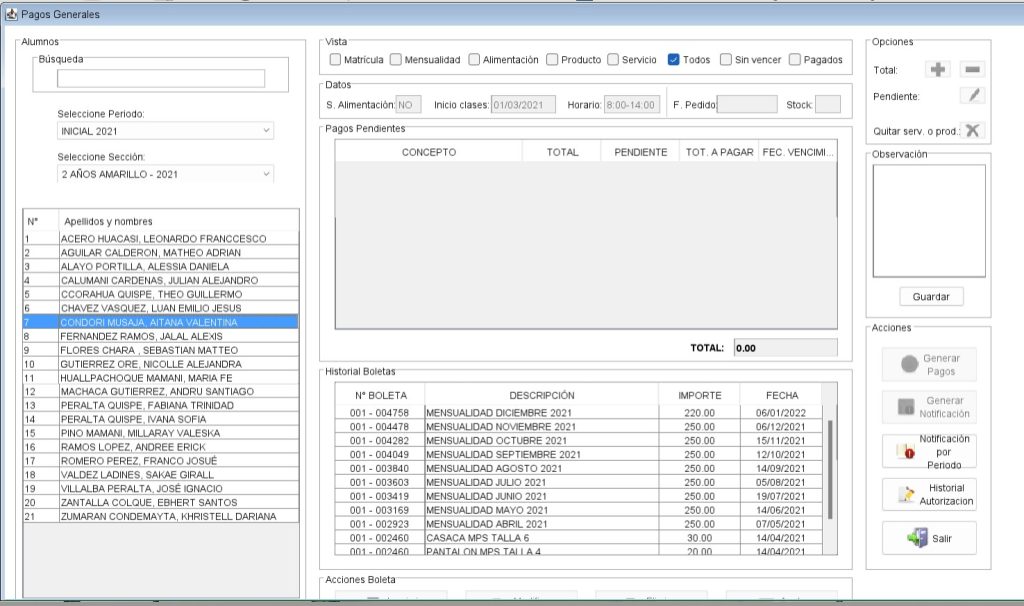 Pagos Generales
Alumnos
Búsqueda
Seleccione Periodo:
INICIAL 2021
Seleccione Sección:
2 AÑOS AMARILLO - 2021
N° Apellidos y nombres
1 ACERO HUACASI, LEONARDO FRANCCESCO
2 AGUILAR CALDERON, MATHEO ADRIAN
3 ALAYO PORTILLA, ALESSIA DANIELA
4 CALUMANI CARDENAS, JULIAN ALEJANDRO
5 CCORAHUA QUISPE, THEO GUILLERMO
6 CHAVEZ VASQUEZ, LUAN EMILIO JESUS
7 CONDORI MUSAJA, AITANA VALENTINA
8 FERNANDEZ RAMOS, JALAL ALEXIS
9 FLORES CHARA , SEBASTIAN MATTEO
10 GUTIERREZ ORE, NICOLLE ALEJANDRA
11 HUALLPACHOQUE MAMANI, MARIA FE
12 MACHACA GUTIERREZ, ANDRU SANTIAGO
13 PERALTA QUISPE, FABIANA TRINIDAD
14 PERALTA QUISPE, IVANA SOFIA
15 PINO MAMANI, MILLARAY VALESKA
16 RAMOS LOPEZ, ANDREE ERICK
17 ROMERO PEREZ, FRANCO JOSUÉ
18 VALDEZ LADINES, SAKAE GIRALL
19 VILLALBA PERALTA, JOSÉ IGNACIO
20 ZANTALLA COLQUE, EBHERT SANTOS
21 ZUMARAN CONDEMAYTA, KHRISTELL DARIANA
Vista
Matrícula Mensualidad Alimentación Producto Servicio Todos Sin vencer Pagados
Datos
S. Alimentación: NO Inicio clases: 01/03/2021 Horario: 8:00-14:00 F. Pedido: Stock:
Pagos Pendientes
CONCEPTO TOTAL PENDIENTE TOT. A PAGAR FEC. VENCIMI...
TOTAL: 0.00
Historial Boletas
N° BOLETA DESCRIPCIÓN IMPORTE FECHA
001 - 004758 MENSUALIDAD DICIEMBRE 2021 220.00 06/01/2022
001 - 004478 MENSUALIDAD NOVIEMBRE 2021 250.00 06/12/2021
001 - 004282 MENSUALIDAD OCTUBRE 2021 250.00 15/11/2021
001 - 004049 MENSUALIDAD SEPTIEMBRE 2021 250.00 12/10/2021
001 - 003840 MENSUALIDAD AGOSTO 2021 250.00 14/09/2021
001 - 003603 MENSUALIDAD JULIO 2021 250.00 05/08/2021
001 - 003419 MENSUALIDAD JUNIO 2021 250.00 19/07/2021
001 - 003169 MENSUALIDAD MAYO 2021 250.00 14/06/2021
001 - 002923 MENSUALIDAD ABRIL 2021 250.00 07/05/2021
001 - 002460 CASACA MPS TALLA 6 30.00 14/04/2021
001 - 002460 PANTALON MPS TALLA 4 20.00 14/04/2021
Acciones Boleta
Opciones
Total:
Pendiente:
Quitar serv. o prod.:
Observación
Guardar
Acciones
Generar
Pagos
Generar
Notificación
Notificación
por
Periodo
Historial
Autorizacion
Salir